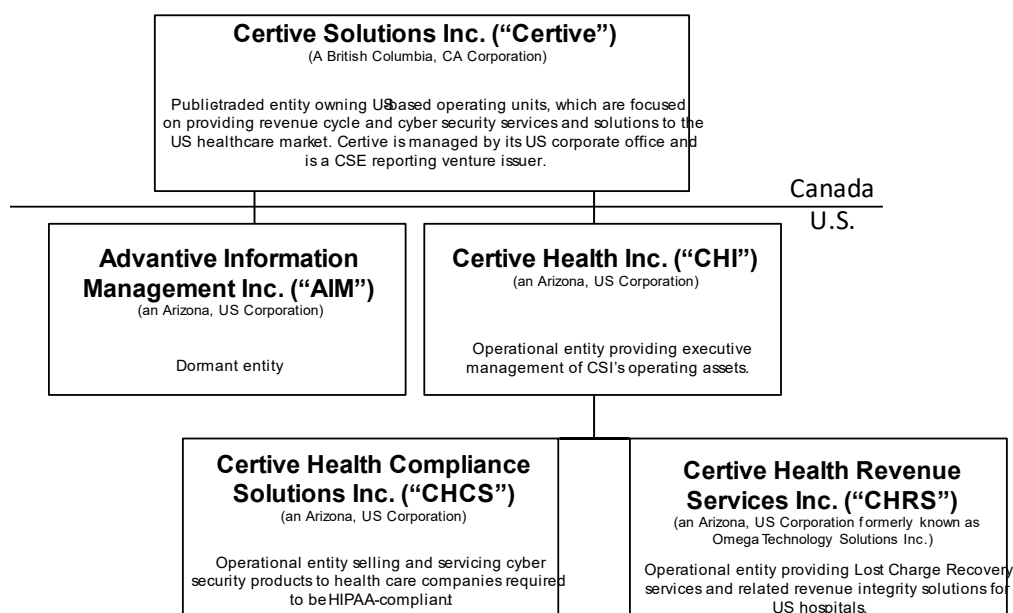 Certive Solutions Inc. (“Certive”)
(A British Columbia, CA Corporation)
Public-traded entity owning US-based operating units, which are focused
on providing revenue cycle and cyber security services and solutions to the
US healthcare market. Certive is managed by its US corporate office and
is a CSE reporting venture issuer.
Canada
U.S.
Advantive Information
Management Inc. (“AIM”)
(an Arizona, US Corporation)
Dormant entity
Certive Health Inc. (“CHI”)
(an Arizona, US Corporation)
Operational entity providing executive
management of CSI’s operating assets.
Certive Health Compliance
Solutions Inc. (“CHCS”)
(an Arizona, US Corporation)
Operational entity selling and servicing cyber
security products to health care companies required
to be HIPAA-compliant.
Certive Health Revenue
Services Inc. (“CHRS”)
(an Arizona, US Corporation formerly known as
Omega Technology Solutions Inc.)
Operational entity providing Lost Charge Recovery
services and related revenue integrity solutions for
US hospitals.